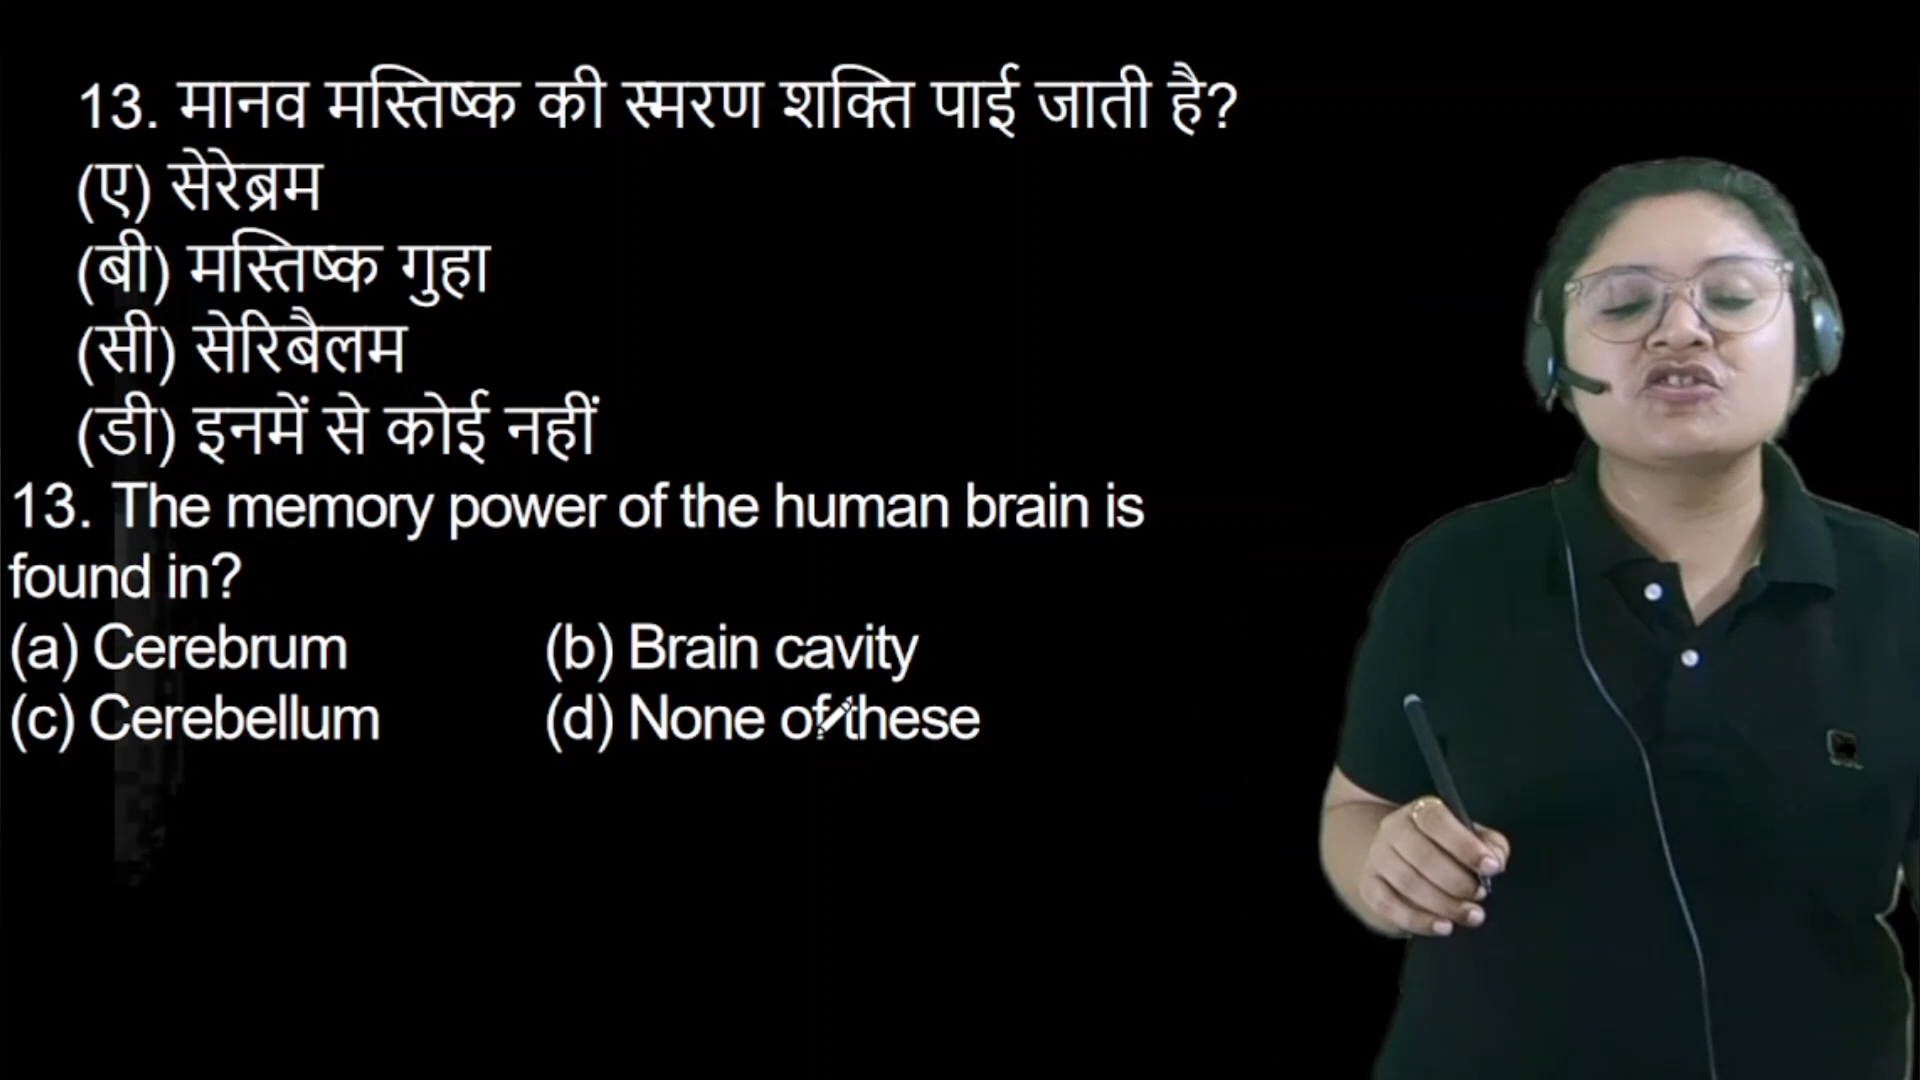 13. मानव मस्तिष्क की स्मरण शक्ति पाई जाती है?
(ए) सेरेब्रम
(बी) मस्तिष्क गुहा
(सी) सेरिबैलम
(डी) इनमें से कोई नहीं
13. The memory power of the human brain is
found in?
(a) Cerebrum (b) Brain cavity
(c) Cerebellum (d) None of these